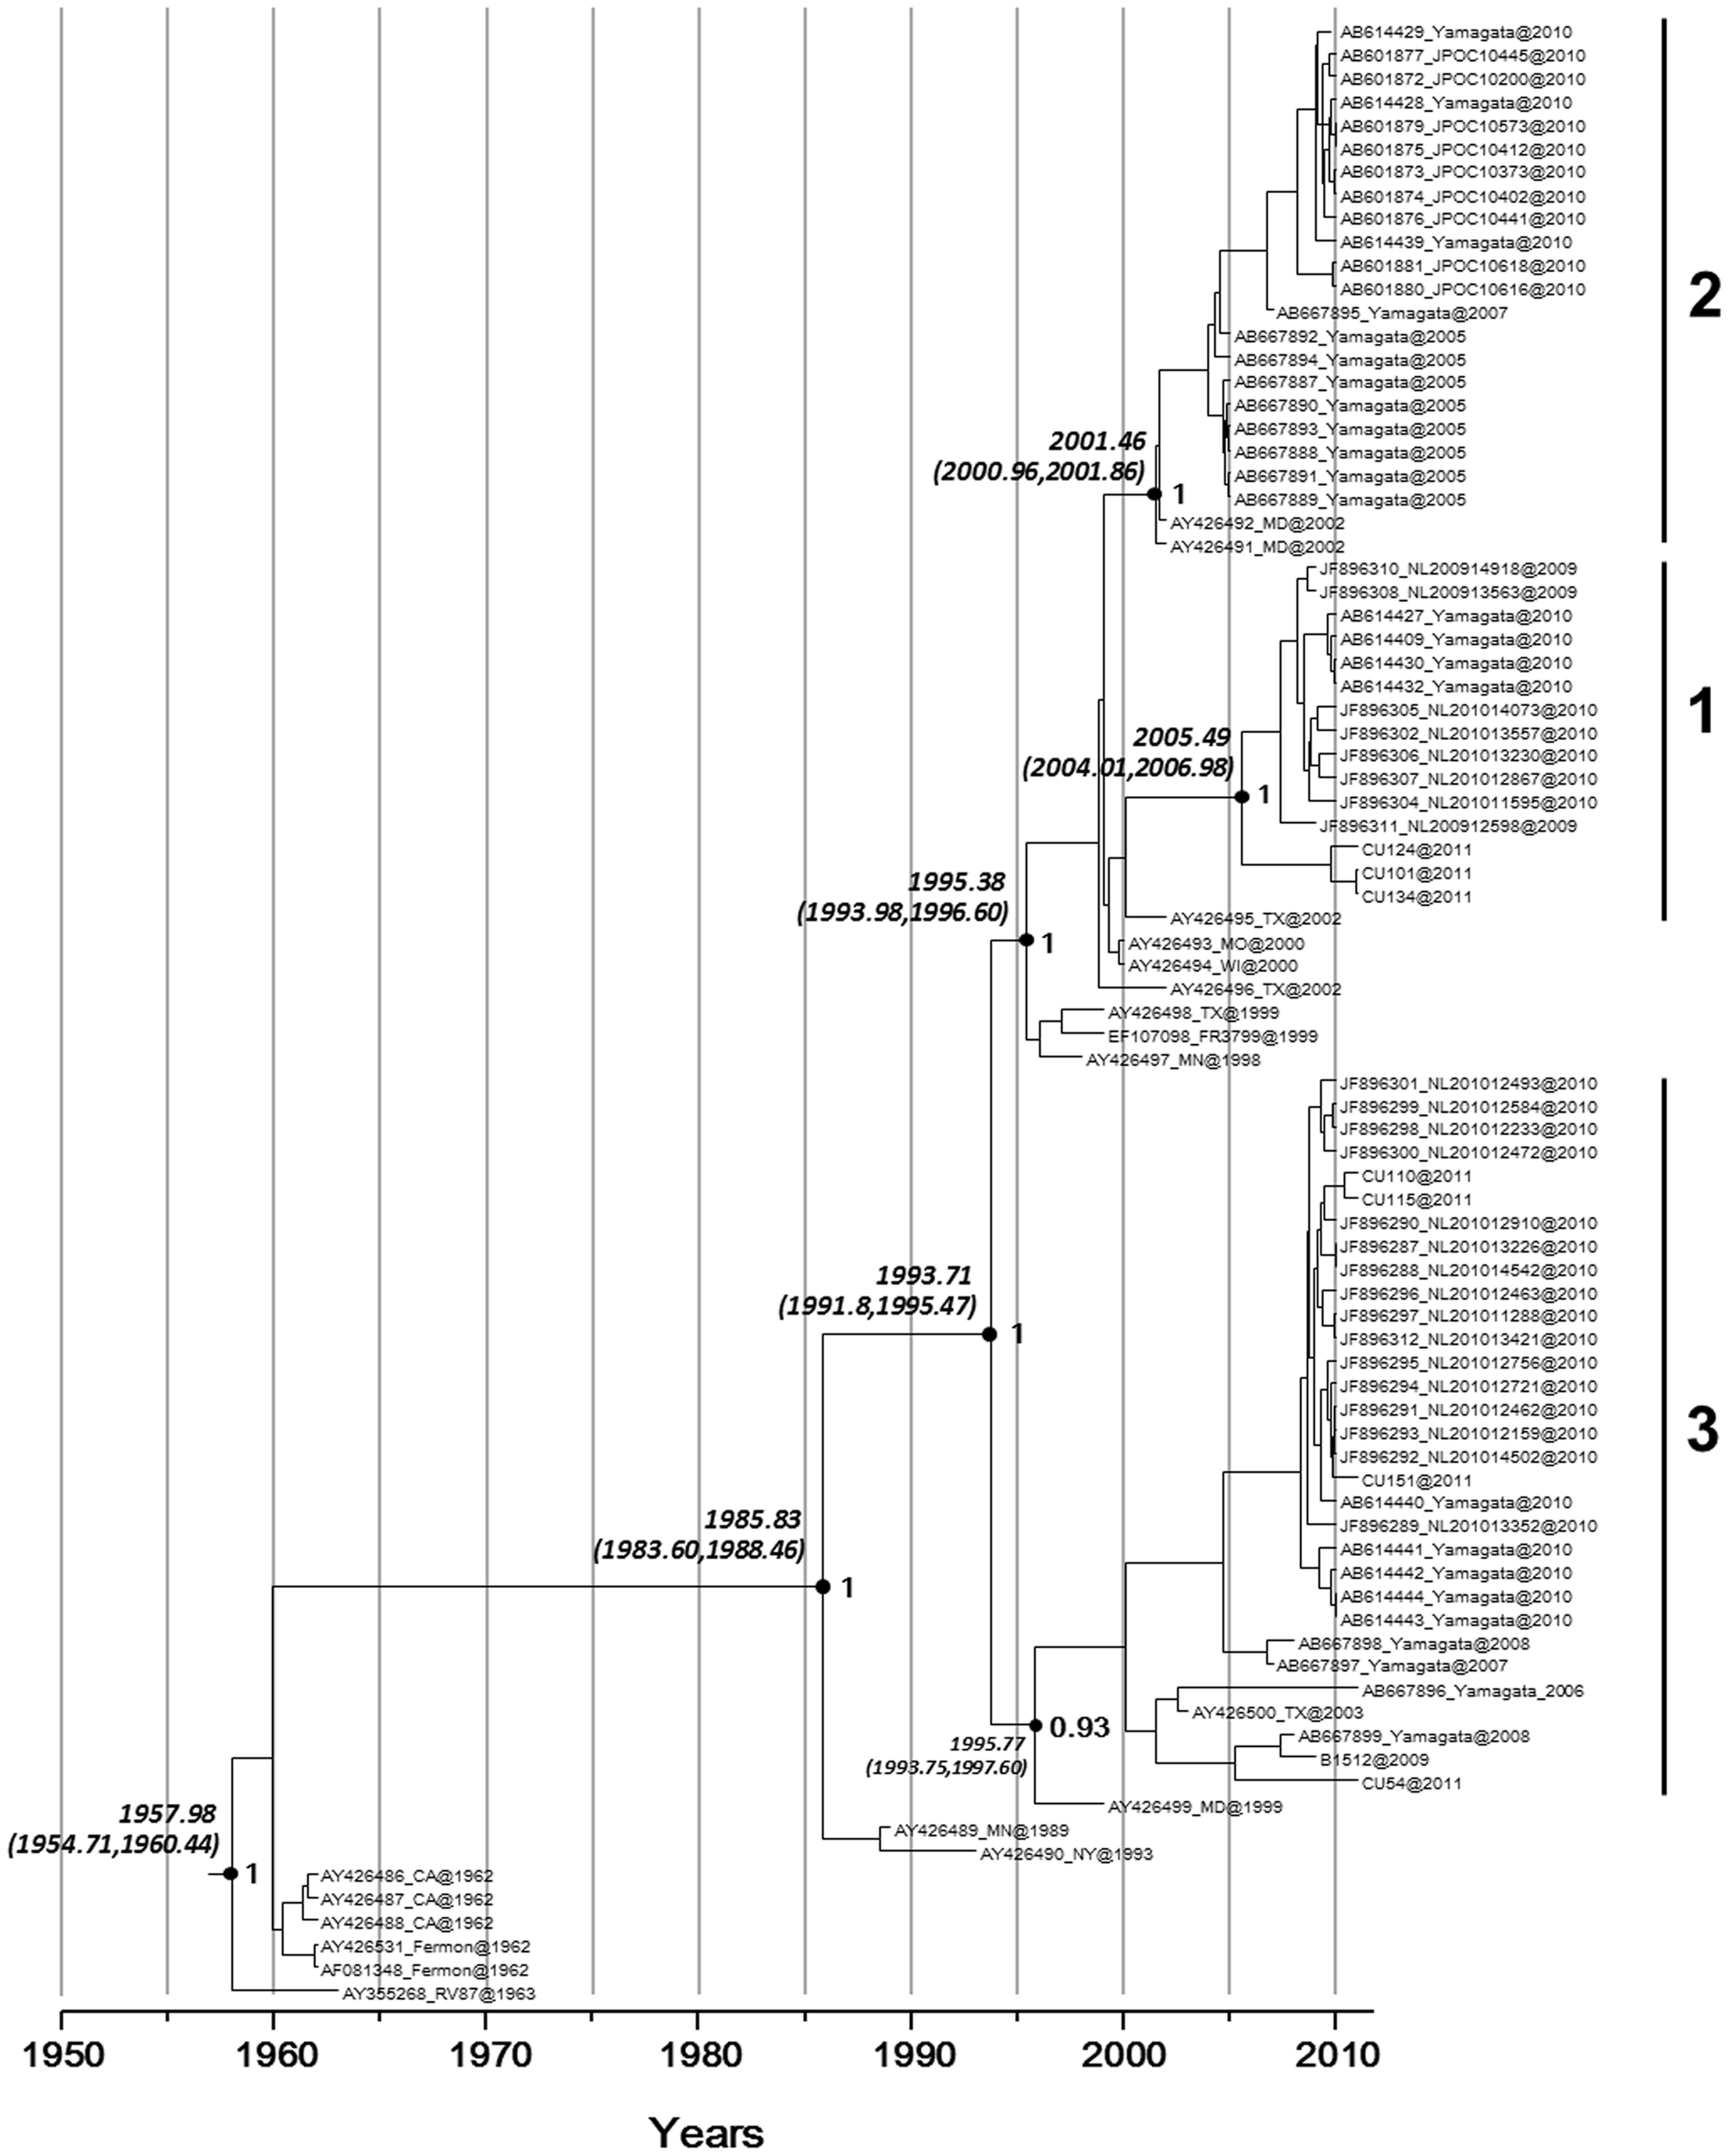 AB614429_Yamagata@2010
AB601877_JPOC10445@2010
AB601872_JPOC10200@2010
AB614428_Yamagata@2010
AB601879_JPOC10573@2010
AB601875_JPOC10412@2010
AB601873_JPOC10373@2010
AB601874_JPOC10402@2010
AB601876_JPOC10441@2010
AB614439_Yamagata@2010
AB601881_JPOC10618@2010
AB601880_JPOC10616@2010
2
AB667895_Yamagata@2007
AB667892_Yamagata@2005
AB667894_Yamagata@2005
AB667887_Yamagata@2005
AB667890_Yamagata@2005
AB667893_Yamagata@2005
2001.46
AB667888_Yamagata@2005
(2000.96,2001.86)
AB667891_Yamagata@2005
1
AB667889_Yamagata@2005
AY426492_MD@2002
AY426491_MD@2002
JF896310_NL200914918@2009
JF896308_NL200913563@2009
AB614427_Yamagata@2010
AB614409_Yamagata@2010
AB614430_Yamagata@2010
AB614432_Yamagata@2010
JF896305_NL201014073@2010
1
JF896302_NL201013557@2010
2005.49
JF896306_NL201013230@2010
(2004.01,2006.98)
JF896307_NL201012867@2010
1
JF896304_NL201011595@2010
JF896311_NL200912598@2009
CU124@2011
CU101@2011
1995.38
CU134@2011
(1993.98,1996.60)
AY426495_TX@2002
1
AY426493_MO@2000
AY426494_WI@2000
AY426496_TX@2002
AY426498_TX@1999
EF107098_FR3799@1999
AY426497_MN@1998
JF896301_NL201012493@2010
JF896299_NL201012584@2010
JF896298_NL201012233@2010
JF896300_NL201012472@2010
CU110@2011
CU115@2011
JF896290_NL201012910@2010
JF896287_NL201013226@2010
JF896288_NL201014542@2010
1993.71
JF896296_NL201012463@2010
(1991.8,1995.47)
JF896297_NL201011288@2010
1
JF896312_NL201013421@2010
JF896295_NL201012756@2010
JF896294_NL201012721@2010
JF896291_NL201012462@2010
3
JF896293_NL201012159@2010
JF896292_NL201014502@2010
CU151@2011
AB614440_Yamagata@2010
1985.83
JF896289_NL201013352@2010
(1983.60,1988.46)
AB614441_Yamagata@2010
AB614442_Yamagata@2010
1
AB614444_Yamagata@2010
AB614443_Yamagata@2010
AB667898_Yamagata@2008
AB667897_Yamagata@2007
AB667896_Yamagata_2006
AY426500_TX@2003
0.93
AB667899_Yamagata@2008
1995.77
B1512@2009
(1993.75,1997.60)
CU54@2011
AY426499_MD@1999
1957.98
AY426489_MN@1989
(1954.71,1960.44)
AY426490_NY@1993
1
AY426486_CA@1962
AY426487_CA@1962
AY426488_CA@1962
AY426531_Fermon@1962
AF081348_Fermon@1962
AY355268_RV87@1963
1950 1960 1970 1980 1990 2000 2010
Years